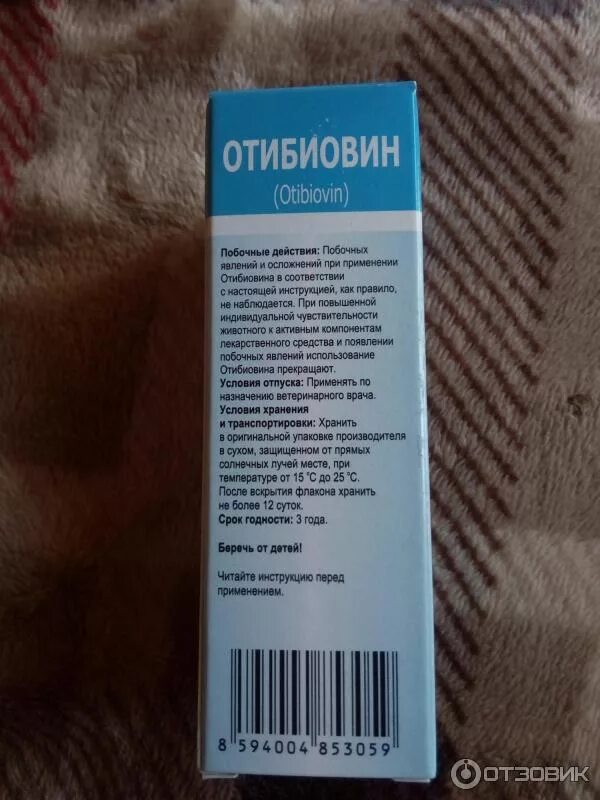 ОТИБИОВИН
(Otibiovin)
Побочные действия: Побочных
явлений и осложнений при применении
Отибиовина в соответствии
с настоящей инструкцией, как правило,
не наблюдается. При повышенной
индивидуальной чувствительности
животного к активным компонентам
лекарственного средства и появлении
побочных явлений использование
Отибиовина прекращают.
Условия отпуска: Применять по
назначению ветеринарного врача.
Условия хранения
и транспортировки: Хранить
в оригинальной упаковке производителя
в сухом, защищенном от прямых
солнечных лучей месте, при
температуре от 15 °С до 25 °С.
После вскрытия флакона хранить
не более 12 суток.
Срок годности: 3 года.
Беречь от детей!
Читайте инструкцию перед
применением.
8 594004 853059
ОТЗОВИК